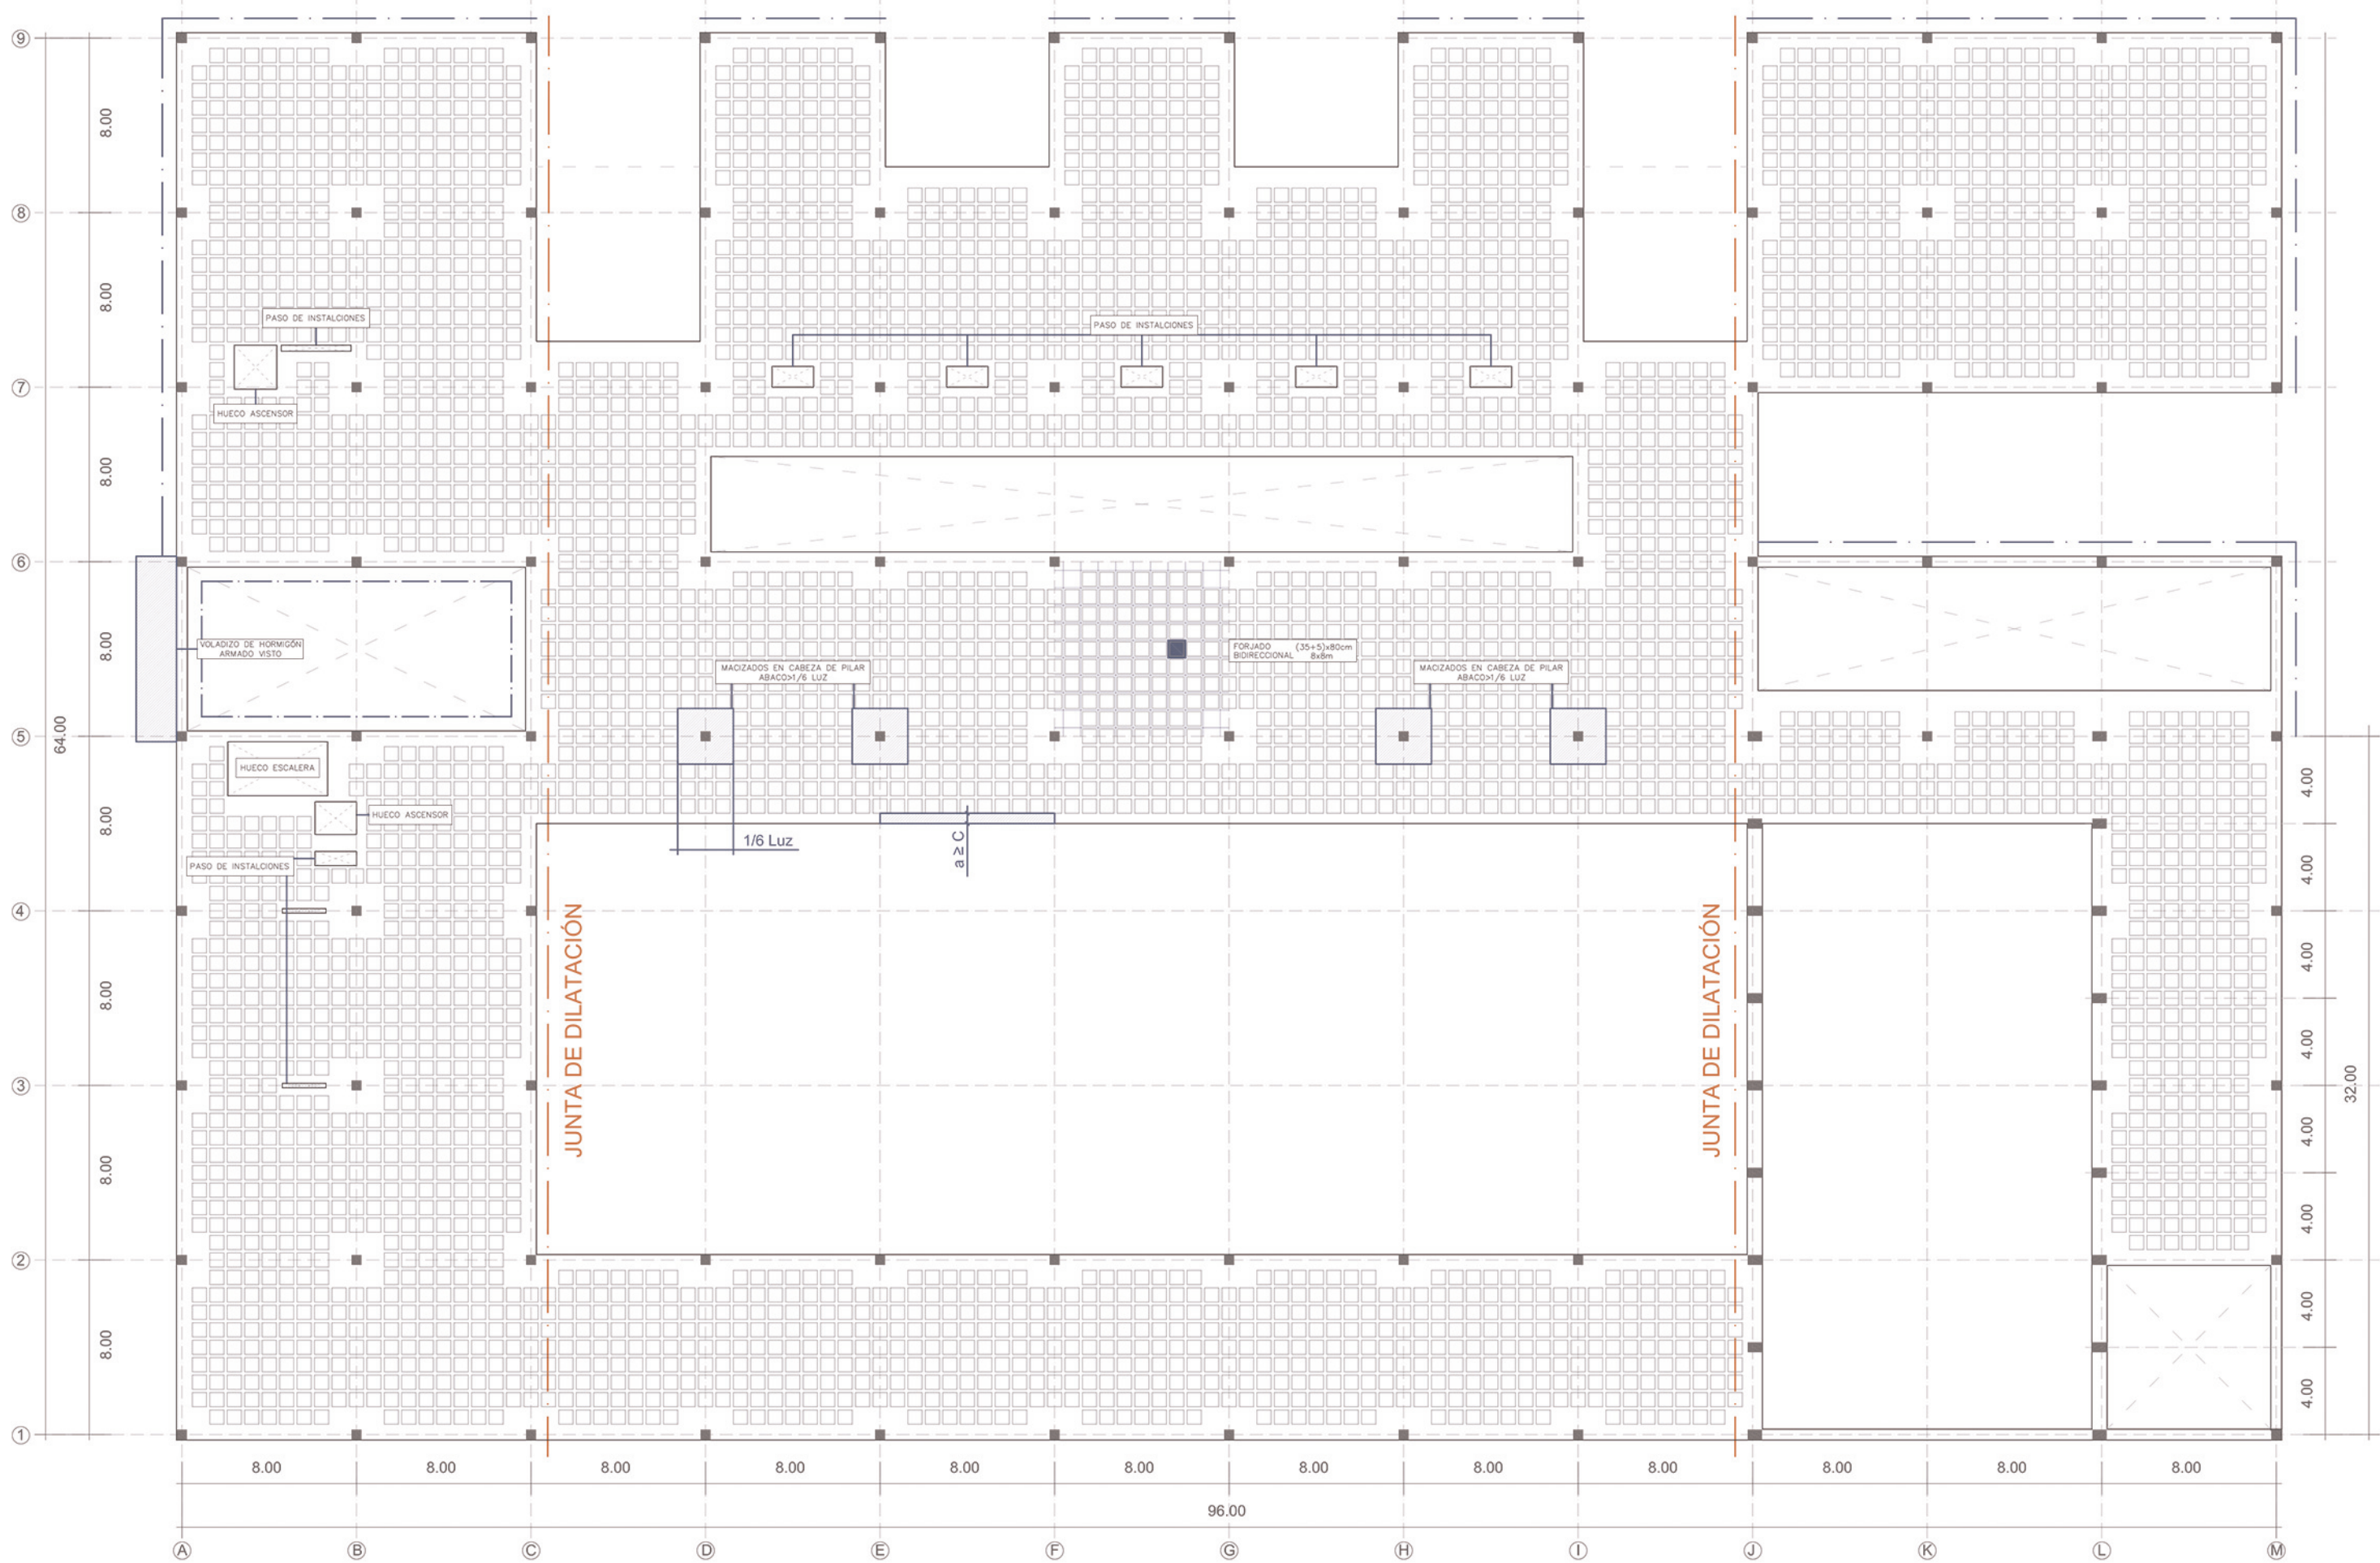 9
8.00
8
8.00
PASO DE INSTALCIONES
PASO DE INSTALCIONES
7
HUECO ASCENSOR
8.00
6
8.00
VOLADIZO DE HORMIGÓN
ARMADO VISTO
FORJADO (35+5)x80cm
BIDIRECCIONAL 8x8m
MACIZADOS EN CABEZA DE PILAR
ABACO>1/6 LUZ
MACIZADOS EN CABEZA DE PILAR
ABACO>1/6 LUZ
64.00
5
HUECO ESCALERA
4.00
8.00
HUECO ASCENSOR
1/6 Luz
a ≥ C
PASO DE INSTALCIONES
4.00
4
JUNTA DE DILATACIÓN
JUNTA DE DILATACIÓN
4.00
8.00
4.00
3
32.00
4.00
8.00
4.00
2
4.00
8.00
4.00
1
8.00 8.00 8.00 8.00 8.00 8.00 8.00 8.00 8.00 8.00 8.00 8.00
96.00
A B C D E F G H I J K L M